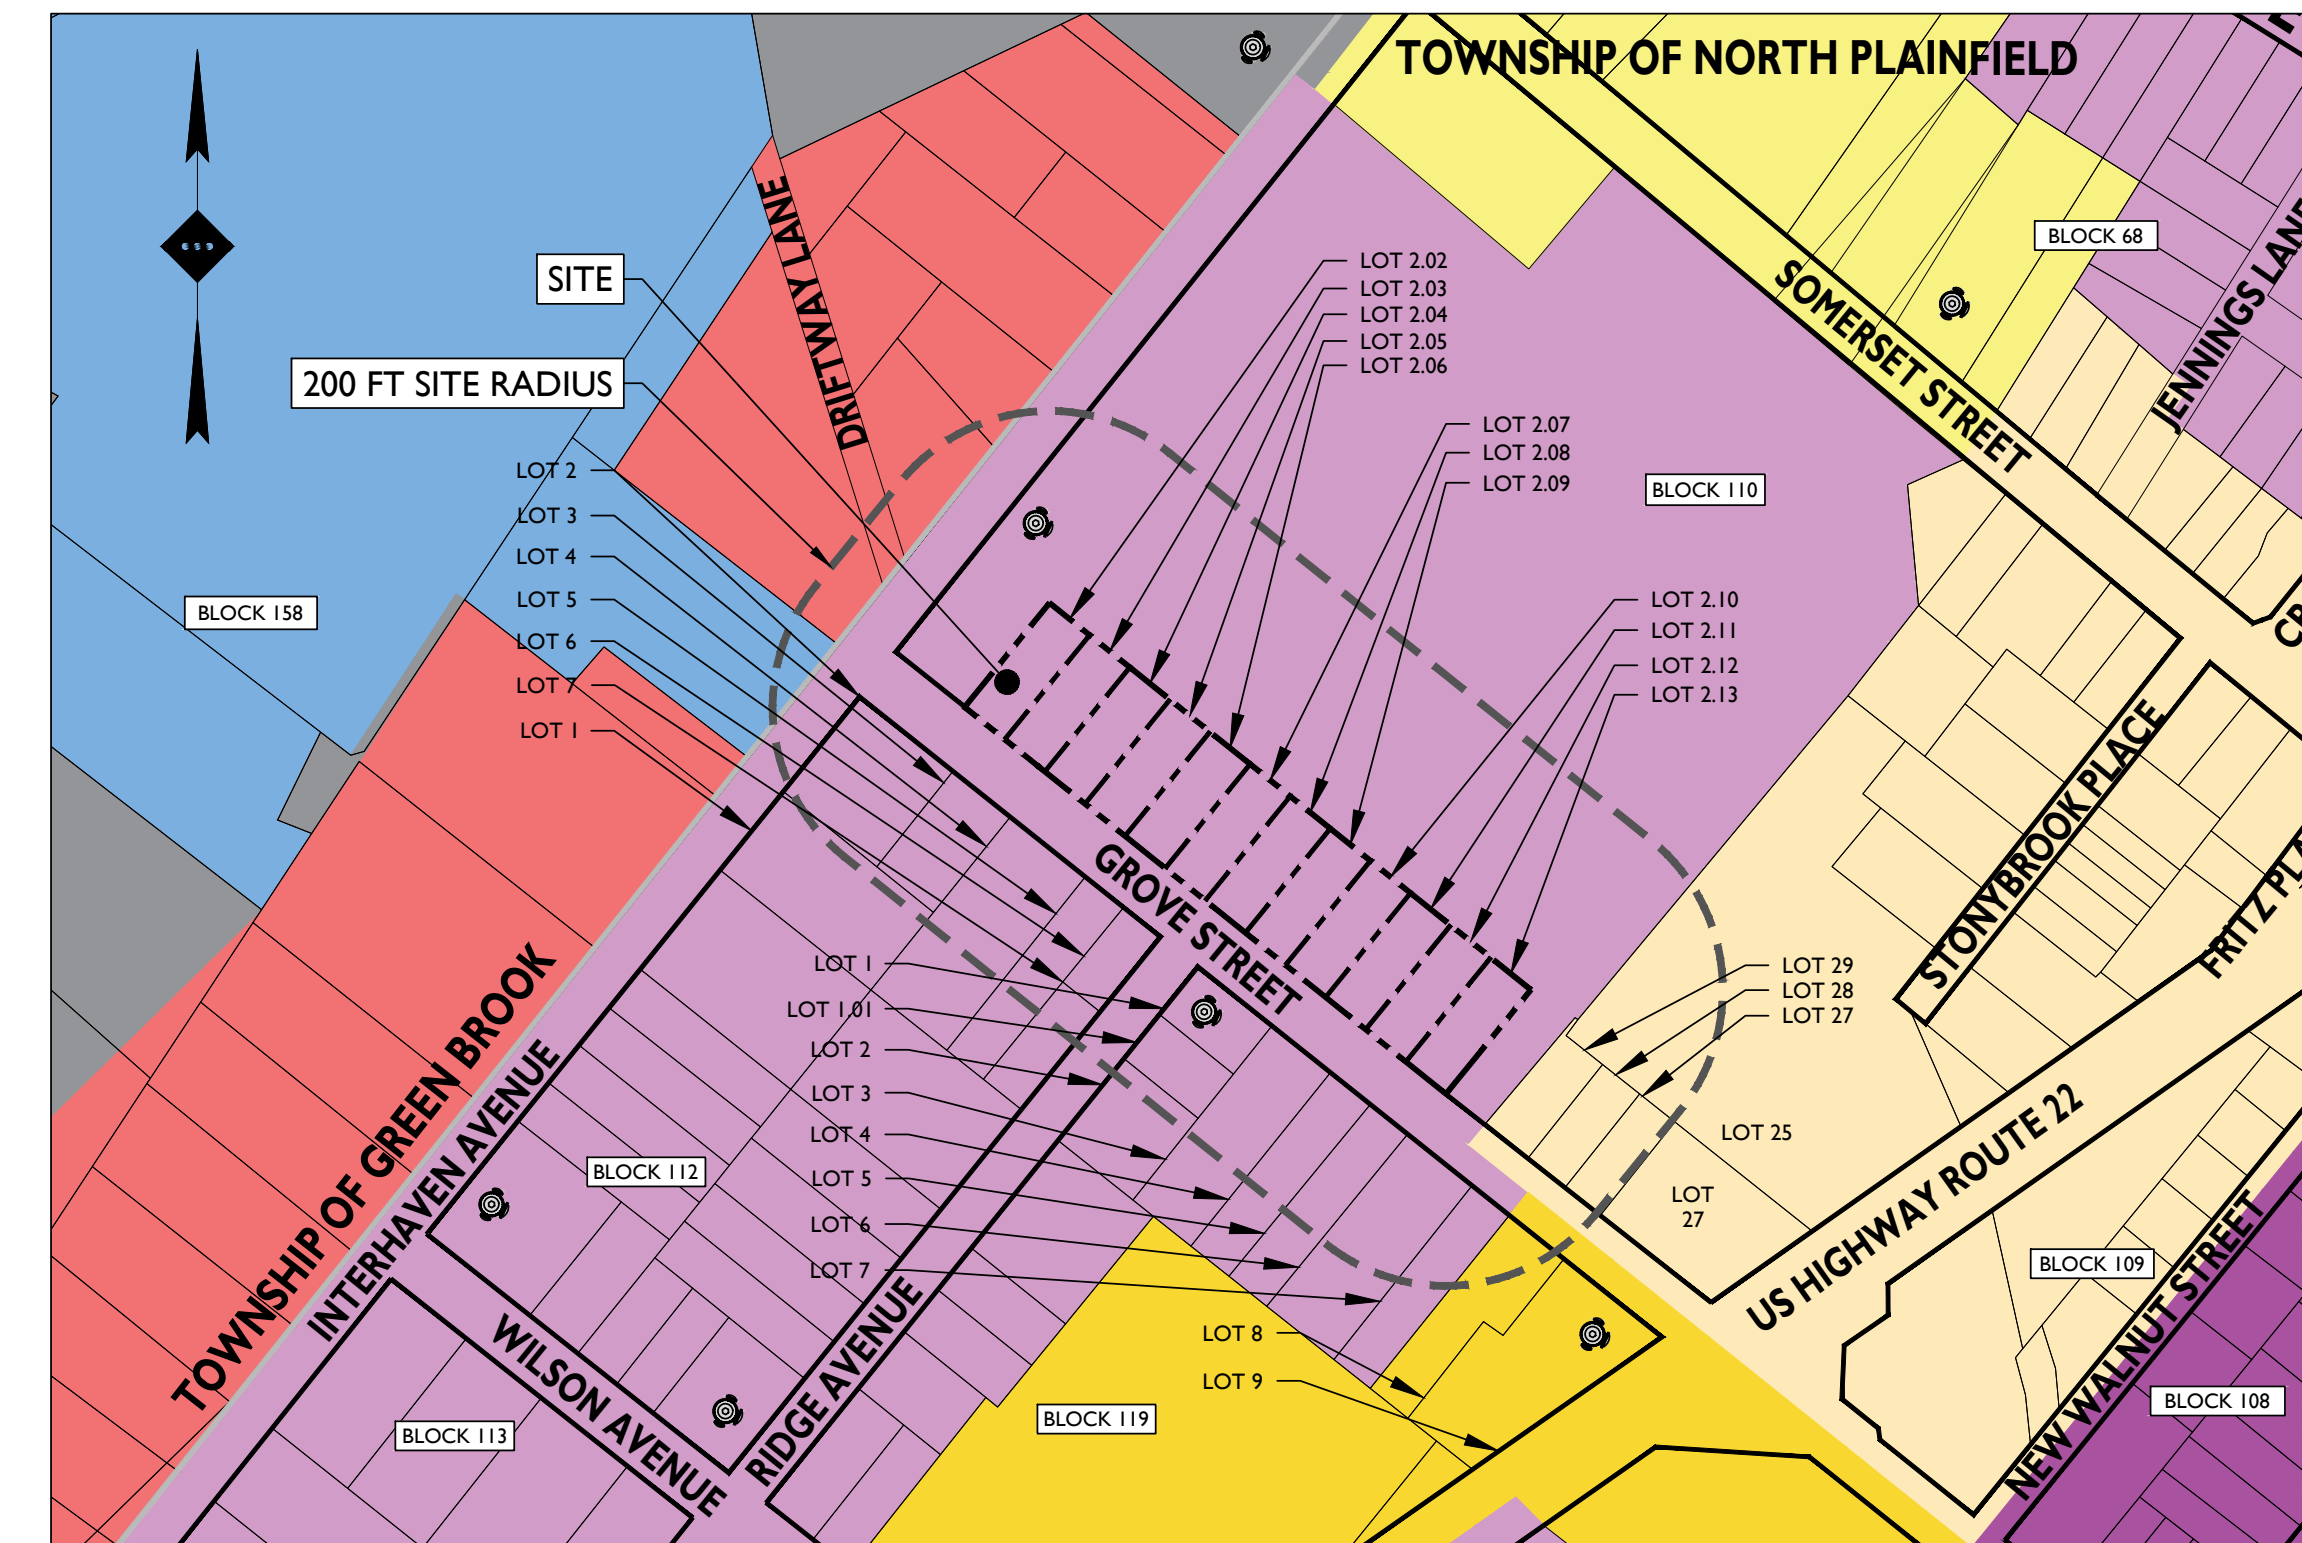 TOWNSHIP OF NORTH PLAINFIELD
BLOCK 68
JENNINGS LANE
SOMERSET STREET
SITE
200 FT SITE RADIUS
DRIFTWAY LANE
LOT 2.02
LOT 2.03
LOT 2.04
LOT 2.05
LOT 2.06
LOT 2.07
LOT 2.08
LOT 2.09
BLOCK 110
LOT 2.10
LOT 2.11
LOT 2.12
LOT 2.13
LOT 2
LOT 3
LOT 4
LOT 5
LOT 6
LOT 7
LOT 1
BLOCK 158
STONYBROOK PLACE
GROVE STREET
LOT 1
LOT 1.01
LOT 2
LOT 3
LOT 4
LOT 5
LOT 6
LOT 7
LOT 29
LOT 28
LOT 27
LOT 25
LOT
27
US HIGHWAY ROUTE 22
BLOCK 109
NEW WALNUT STREET
BLOCK 108
TOWNSHIP OF GREEN BROOK
INTERHAVEN AVENUE
BLOCK 112
WILSON AVENUE
RIDGE AVENUE
BLOCK 113
LOT 8
LOT 9
BLOCK 119
FRITZ